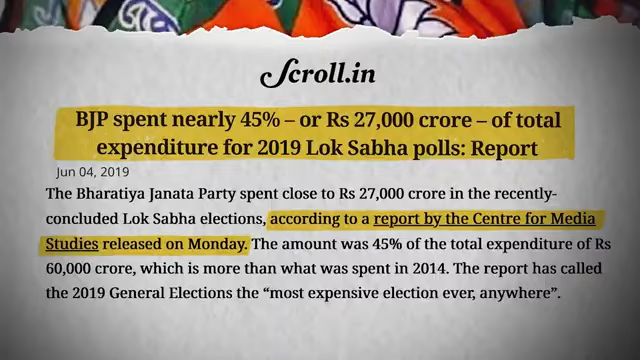 Scroll.in
BJP spent nearly 45% – or Rs 27,000 crore – of total
expenditure for 2019 Lok Sabha polls: Report
Jun 04, 2019
The Bharatiya Janata Party spent close to Rs 27,000 crore in the recently-
concluded Lok Sabha elections, according to a report by the Centre for Media
Studies released on Monday. The amount was 45% of the total expenditure of Rs
60,000 crore, which is more than what was spent in 2014. The report has called
the 2019 General Elections the “most expensive election ever, anywhere”.